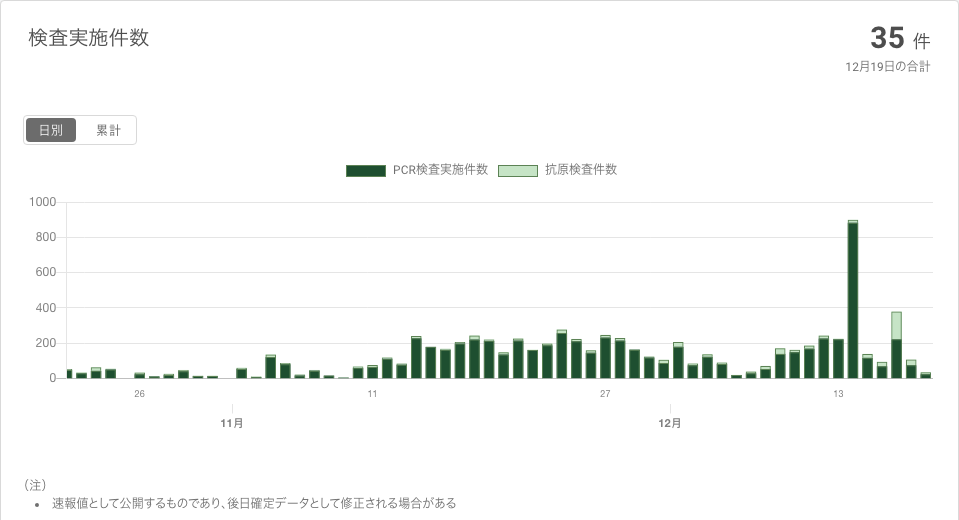 検査実施件数
35 件
12月19日の合計
日別 累計
PCR検査実施件数 抗原検査件数
1000
800
600
400
200
0
26 11 27 13
11月 12月
（注）
• 速報値として公開するものであり、後日確定データとして修正される場合がある